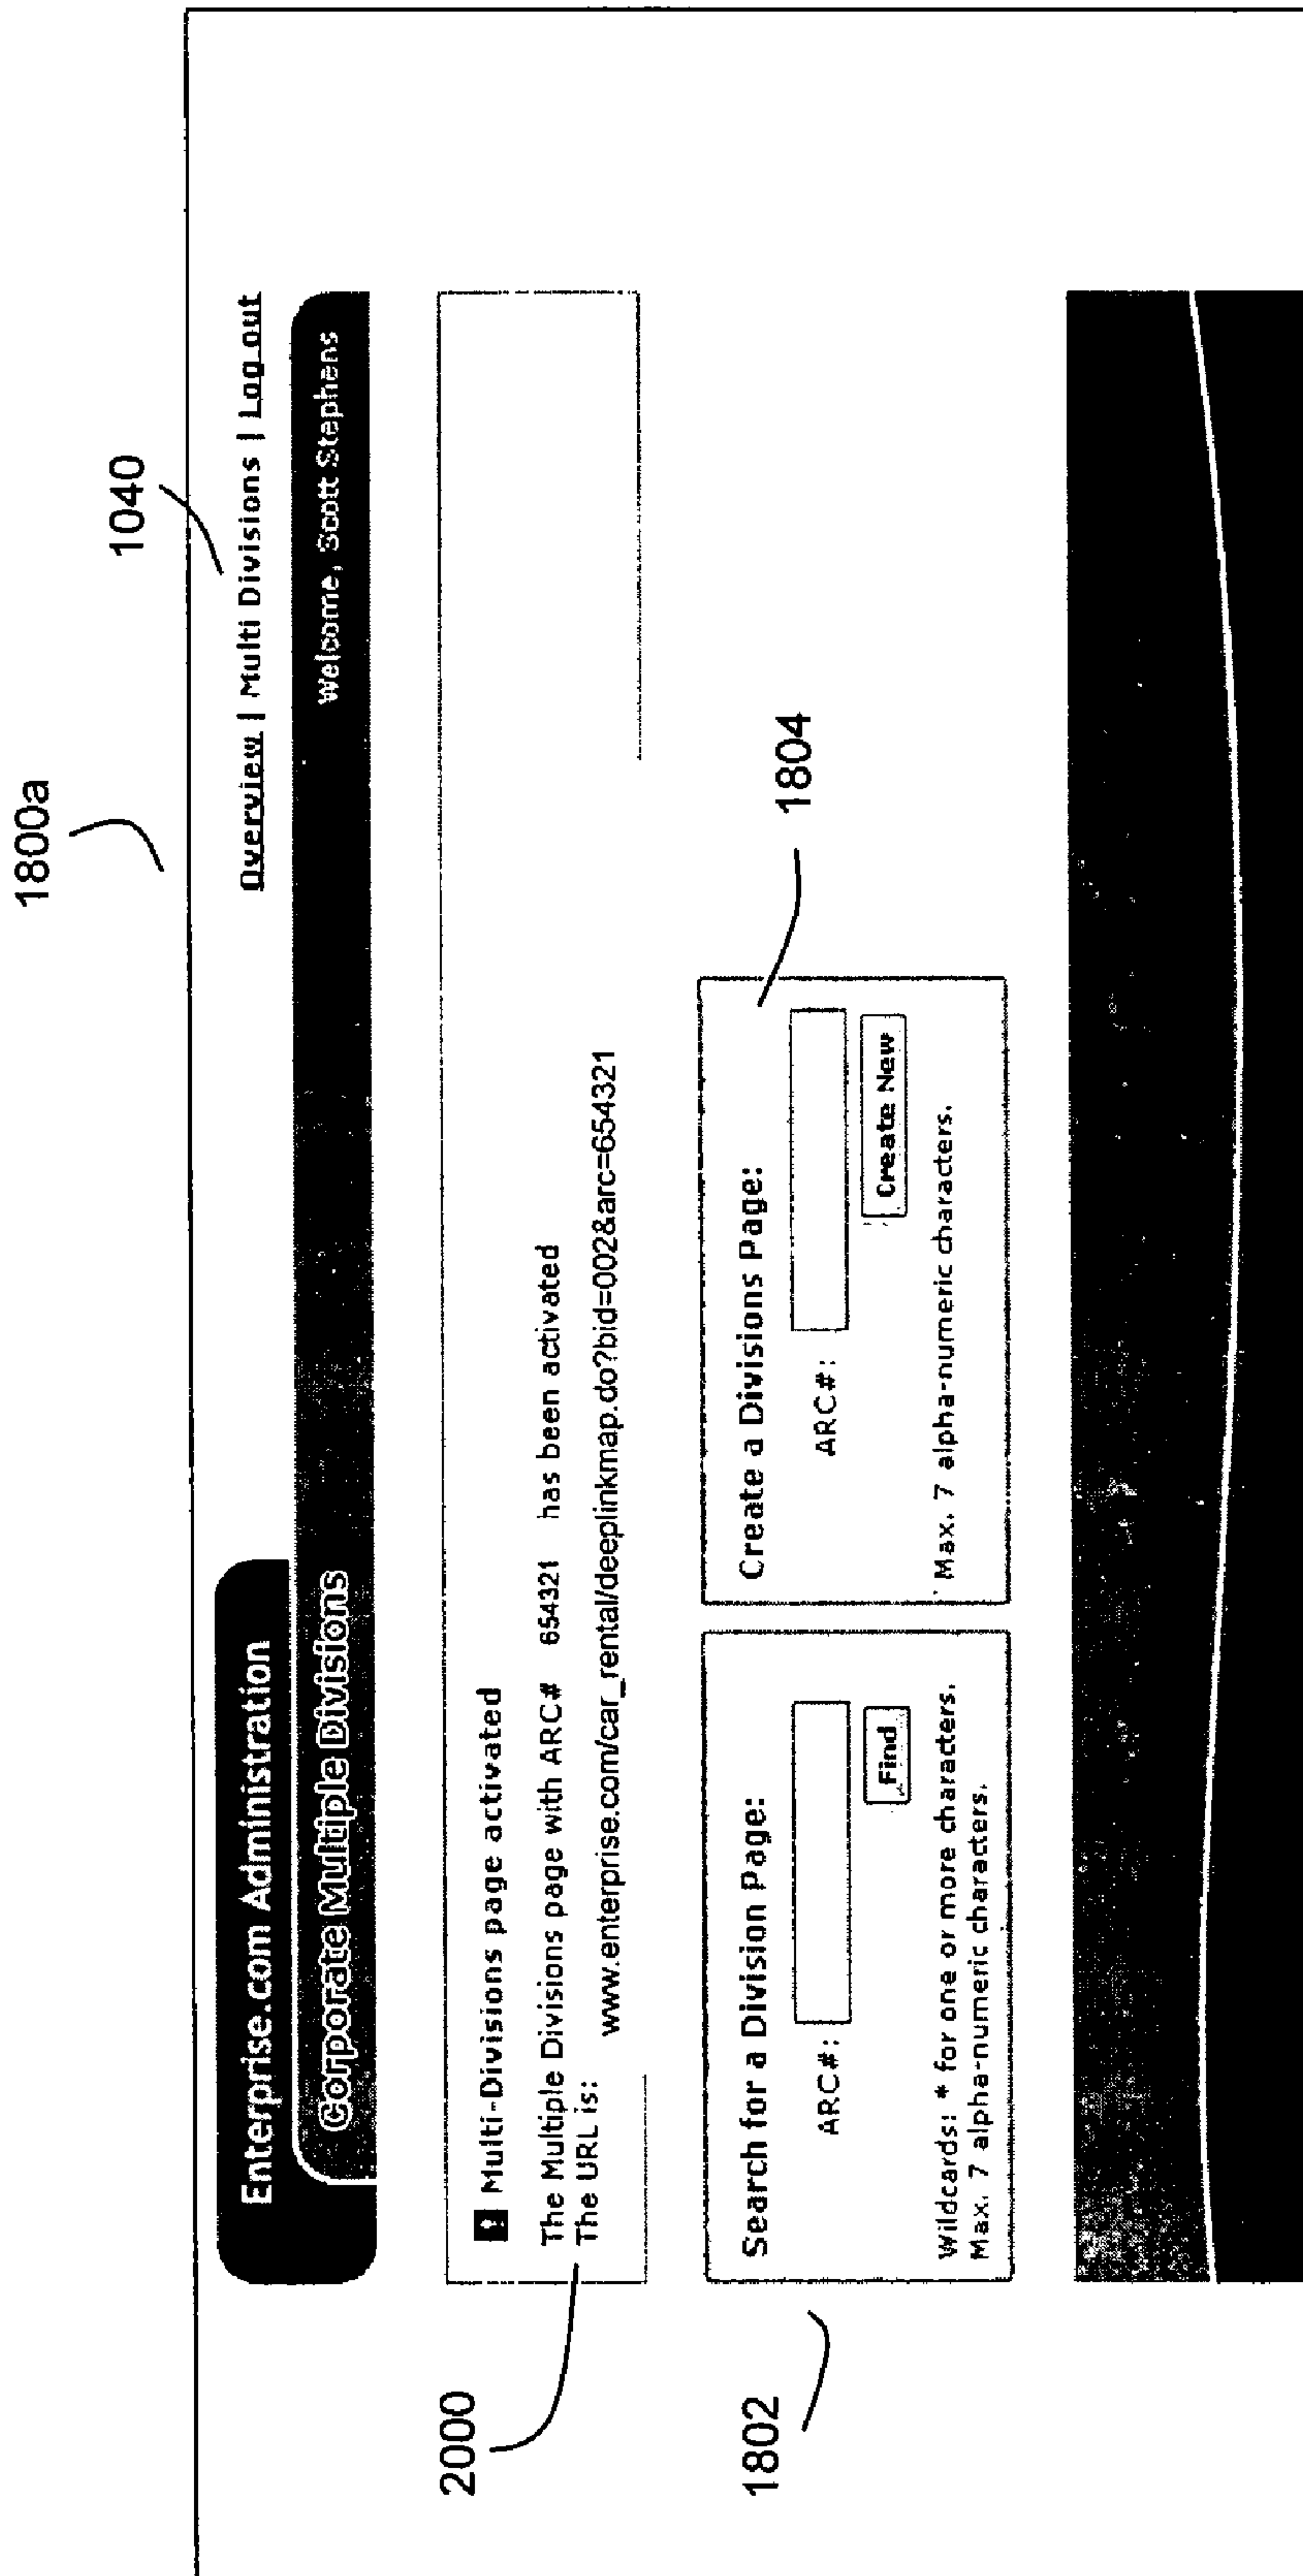 1800a
1040
Enterprise.com Administration
Overview | Multi Divisions | Log out
Corporate Multiple Divisions
Welcome, Scott Stephens
2000
Multi-Divisions page activated
The Multiple Divisions page with ARC# 654321 has been activated
The URL is:
www.enterprise.com/car_rental/deeplinkmap.do?bid=002&arc=654321
1802
Search for a Division Page:
ARC#:
Find
Wildcards: * for one or more characters.
Max. 7 alpha-numeric characters.
1804
Create a Divisions Page:
ARC#:
Create New
Max. 7 alpha-numeric characters.